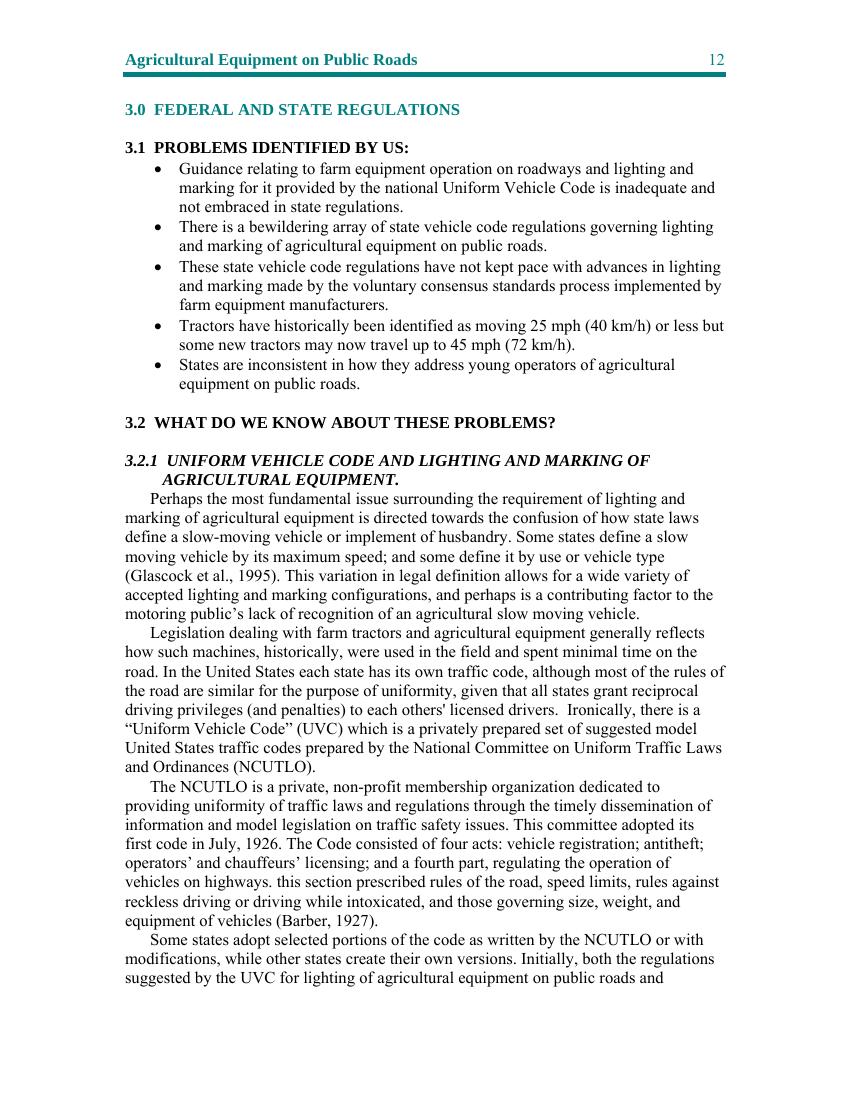 Agricultural Equipment on Public Roads 12
3.0 FEDERAL AND STATE REGULATIONS
3.1 PROBLEMS IDENTIFIED BY US:
• Guidance relating to farm equipment operation on roadways and lighting and
marking for it provided by the national Uniform Vehicle Code is inadequate and
not embraced in state regulations.
• There is a bewildering array of state vehicle code regulations governing lighting
and marking of agricultural equipment on public roads.
• These state vehicle code regulations have not kept pace with advances in lighting
and marking made by the voluntary consensus standards process implemented by
farm equipment manufacturers.
• Tractors have historically been identified as moving 25 mph (40 km/h) or less but
some new tractors may now travel up to 45 mph (72 km/h).
• States are inconsistent in how they address young operators of agricultural
equipment on public roads.
3.2 WHAT DO WE KNOW ABOUT THESE PROBLEMS?
3.2.1 UNIFORM VEHICLE CODE AND LIGHTING AND MARKING OF
AGRICULTURAL EQUIPMENT.
Perhaps the most fundamental issue surrounding the requirement of lighting and
marking of agricultural equipment is directed towards the confusion of how state laws
define a slow-moving vehicle or implement of husbandry. Some states define a slow
moving vehicle by its maximum speed; and some define it by use or vehicle type
(Glascock et al., 1995). This variation in legal definition allows for a wide variety of
accepted lighting and marking configurations, and perhaps is a contributing factor to the
motoring public’s lack of recognition of an agricultural slow moving vehicle.
Legislation dealing with farm tractors and agricultural equipment generally reflects
how such machines, historically, were used in the field and spent minimal time on the
road. In the United States each state has its own traffic code, although most of the rules of
the road are similar for the purpose of uniformity, given that all states grant reciprocal
driving privileges (and penalties) to each others' licensed drivers. Ironically, there is a
“Uniform Vehicle Code” (UVC) which is a privately prepared set of suggested model
United States traffic codes prepared by the National Committee on Uniform Traffic Laws
and Ordinances (NCUTLO).
The NCUTLO is a private, non-profit membership organization dedicated to
providing uniformity of traffic laws and regulations through the timely dissemination of
information and model legislation on traffic safety issues. This committee adopted its
first code in July, 1926. The Code consisted of four acts: vehicle registration; antitheft;
operators’ and chauffeurs’ licensing; and a fourth part, regulating the operation of
vehicles on highways. this section prescribed rules of the road, speed limits, rules against
reckless driving or driving while intoxicated, and those governing size, weight, and
equipment of vehicles (Barber, 1927).
Some states adopt selected portions of the code as written by the NCUTLO or with
modifications, while other states create their own versions. Initially, both the regulations
suggested by the UVC for lighting of agricultural equipment on public roads and